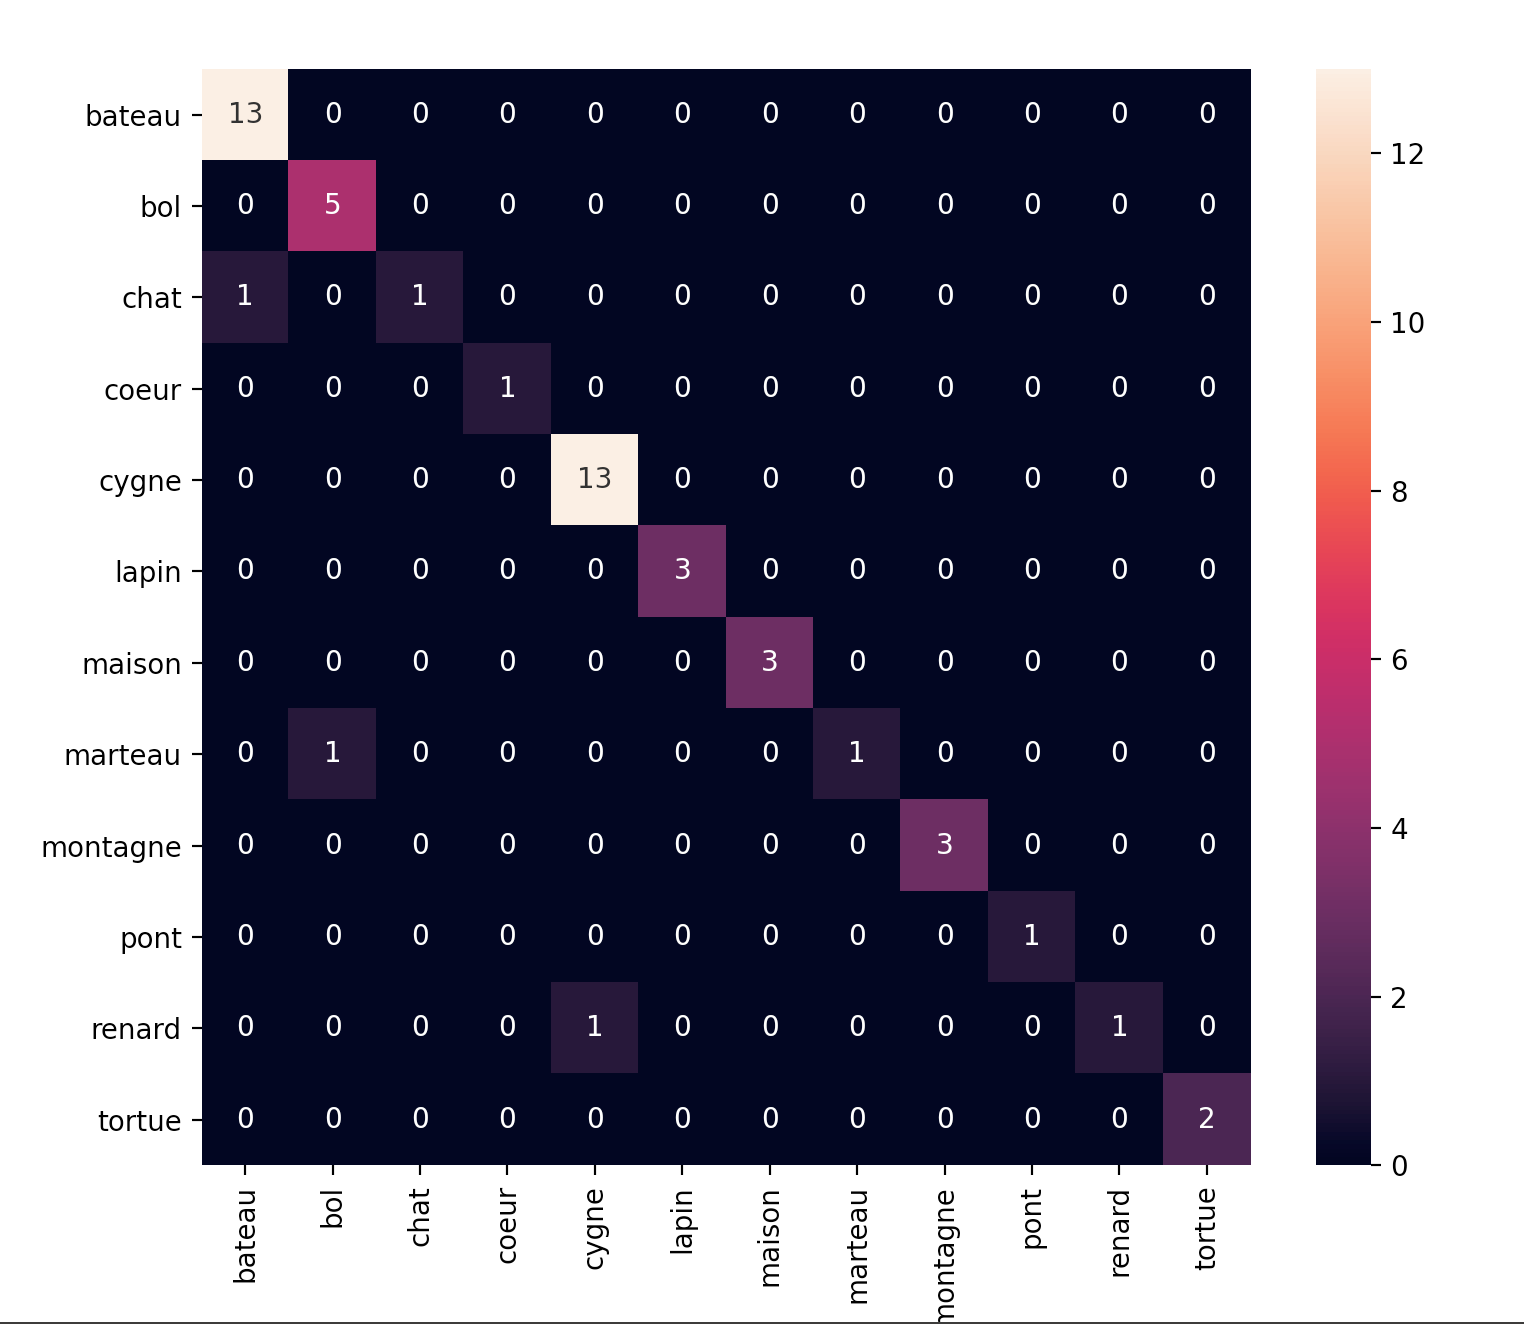 bateau 13 0 0 0 0 0 0 0 0 0 0 0
bol 0 5 0 0 0 0 0 0 0 0 0 0
chat 1 0 1 0 0 0 0 0 0 0 0 0
coeur 0 0 0 1 0 0 0 0 0 0 0 0
cygne 0 0 0 0 13 0 0 0 0 0 0 0
lapin 0 0 0 0 0 3 0 0 0 0 0 0
maison 0 0 0 0 0 0 3 0 0 0 0 0
marteau 0 1 0 0 0 0 0 1 0 0 0 0
montagne 0 0 0 0 0 0 0 0 3 0 0 0
pont 0 0 0 0 0 0 0 0 0 1 0 0
renard 0 0 0 0 1 0 0 0 0 0 1 0
tortue 0 0 0 0 0 0 0 0 0 0 0 2
bateau bol chat coeur cygne lapin maison marteau montagne pont renard tortue
12
10
8
6
4
2
0